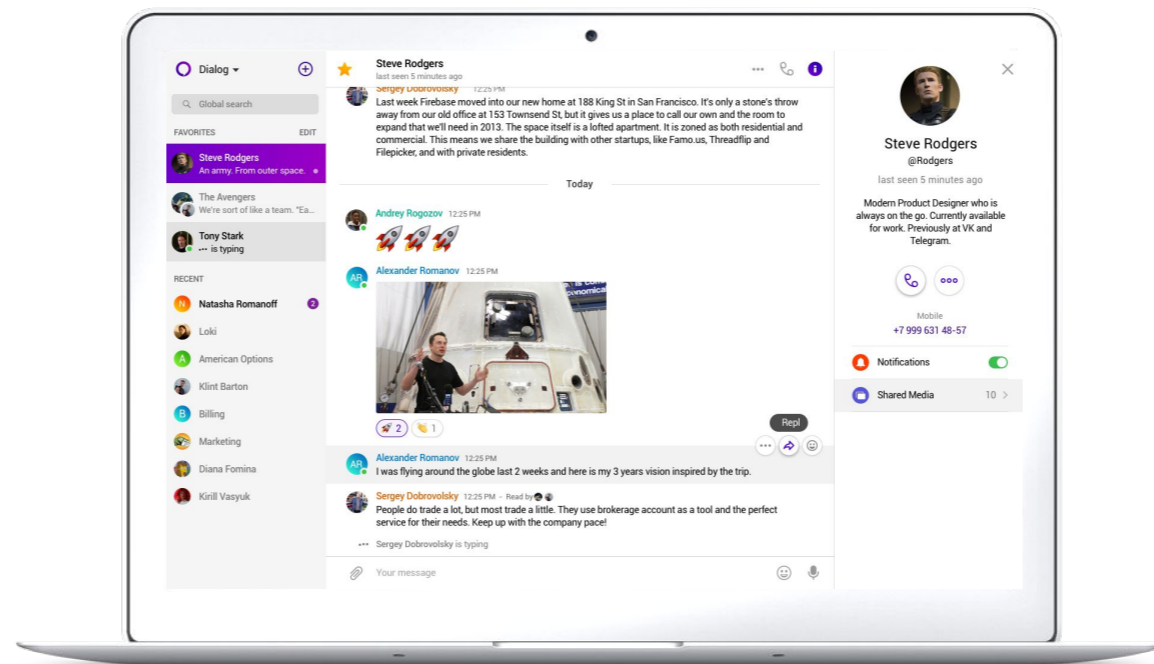 Dialog
Global search
FAVORITES EDIT
Steve Rodgers
An army. From outer space.
The Avengers
We're sort of like a team. "Ea...
Tony Stark
is typing
RECENT
N Natasha Romanoff 2
Loki
A American Options
Klint Barton
B Billing
Marketing
Diana Fomina
Kirill Vasyuk
Steve Rodgers
last seen 5 minutes ago
Sergey Dobrovolsky 12:25 PM
Last week Firebase moved into our new home at 188 King St in San Francisco. It's only a stone's throw
away from our old office at 153 Townsend St, but it gives us a place to call our own and the room to
expand that we'll need in 2013. The space itself is a lofted apartment. It is zoned as both residential and
commercial. This means we share the building with other startups, like Famo.us, Threadflip and
Filepicker, and with private residents.
Today
Andrey Rogozov 12:25 PM
AR Alexander Romanov 12:25 PM
2 1
Repl
AR Alexander Romanov 12:25 PM
I was flying around the globe last 2 weeks and here is my 3 years vision inspired by the trip.
Sergey Dobrovolsky 12:25 PM - Read by
People do trade a lot, but most trade a little. They use brokerage account as a tool and the perfect
service for their needs. Keep up with the company pace!
Sergey Dobrovolsky is typing
Your message
Steve Rodgers
@Rodgers
last seen 5 minutes ago
Modern Product Designer who is
always on the go. Currently available
for work. Previously at VK and
Telegram.
Mobile
+7 999 631 48-57
Notifications
Shared Media 10